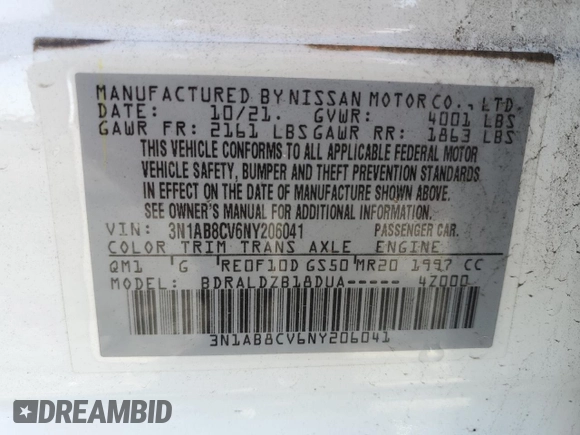 MANUFACTURED BY NISSAN MOTOR CO., LTD.
DATE: 10/21. GVWR: 4001 LBS
GAWR FR: 2161 LBS GAWR RR: 1863 LBS
THIS VEHICLE CONFORMS TO ALL APPLICABLE FEDERAL MOTOR
VEHICLE SAFETY, BUMPER AND THEFT PREVENTION STANDARDS
IN EFFECT ON THE DATE OF MANUFACTURE SHOWN ABOVE.
SEE OWNER'S MANUAL FOR ADDITIONAL INFORMATION.
VIN: 3N1AB8CV6NY206041 PASSENGER CAR.
COLOR TRIM TRANS AXLE ENGINE
QM1 G RE0F10D GS50 MR20 1997 CC
MODEL: BDRALDZB18DUA----- 4Z000
3N1AB8CV6NY206041
DREAMBID